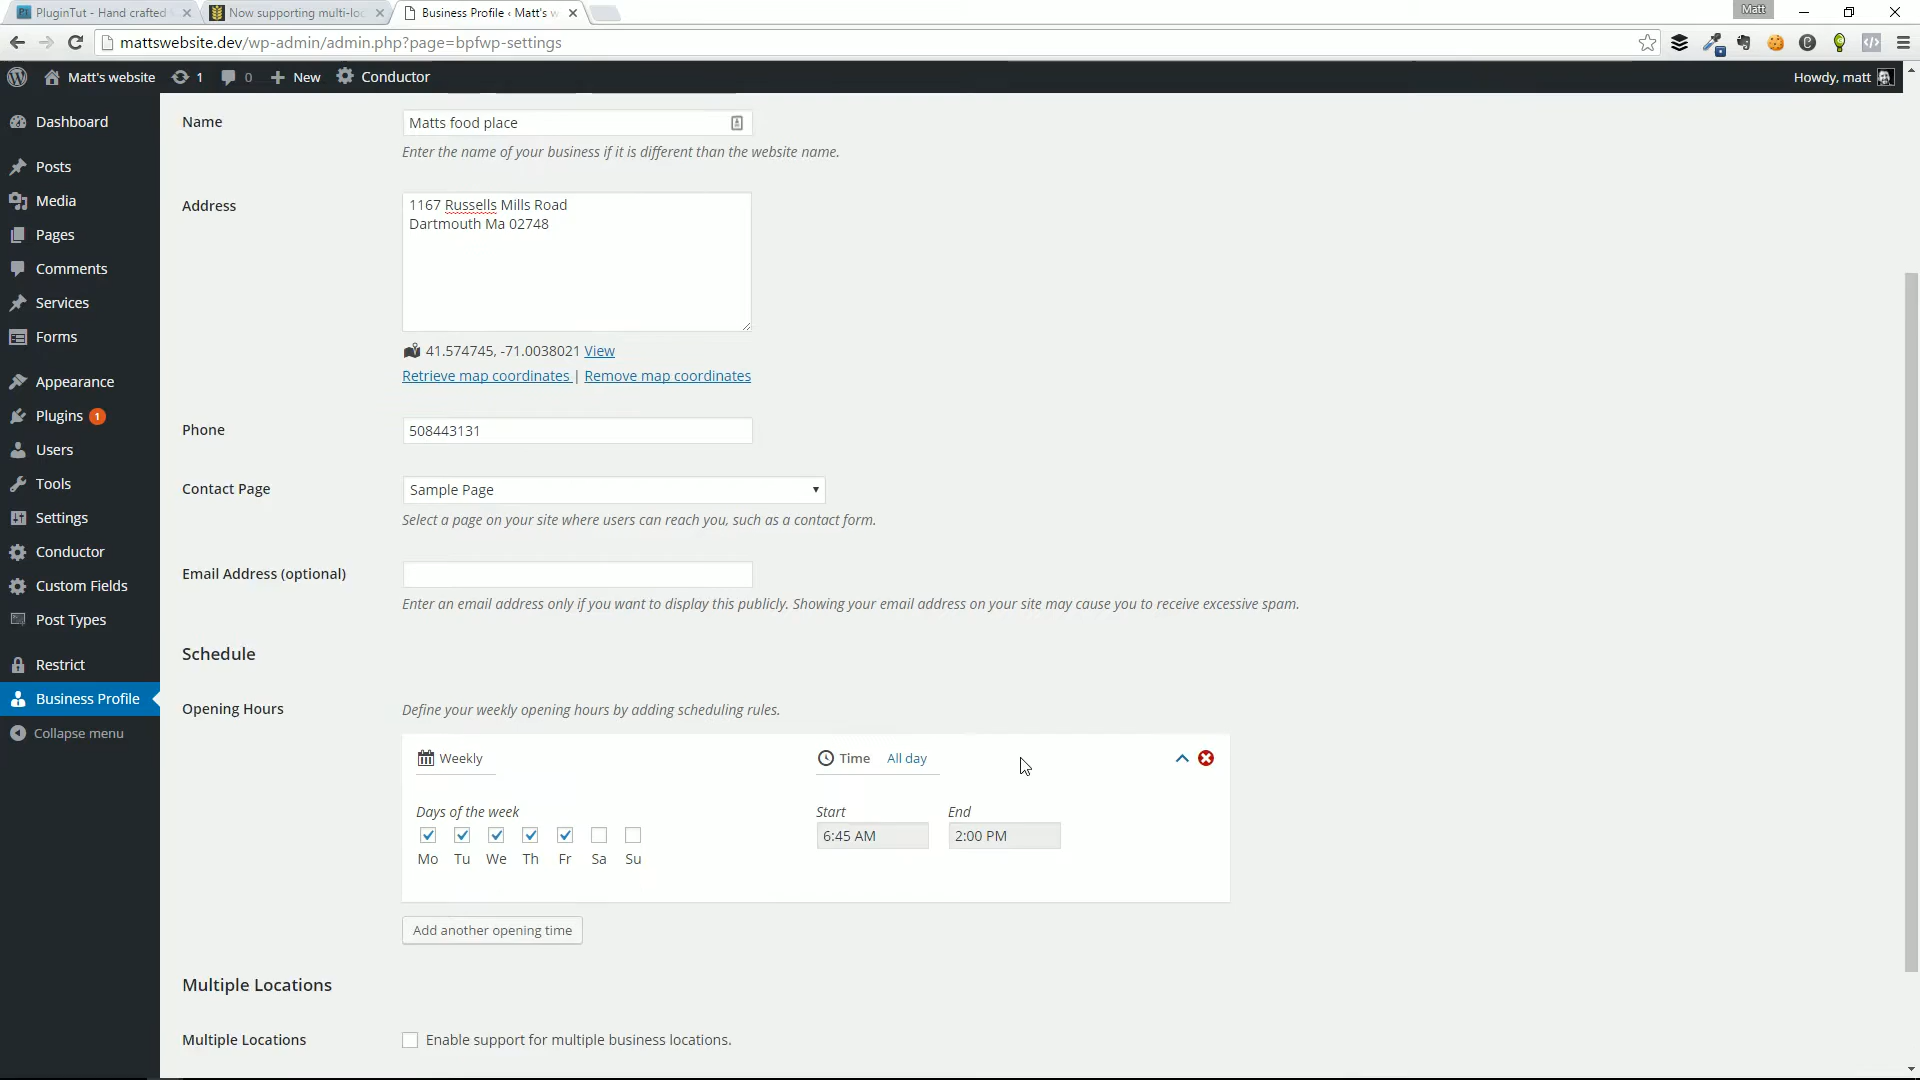 PluginTut - Hand crafted
Now supporting multi-loc
Business Profile ‹ Matt's w
Matt
mattswebsite.dev/wp-admin/admin.php?page=bpfwp-settings
Matt's website
1
0
New
Conductor
Howdy, matt
Dashboard
Posts
Media
Pages
Comments
Services
Forms
Appearance
Plugins 1
Users
Tools
Settings
Conductor
Custom Fields
Post Types
Restrict
Business Profile
Collapse menu
Name
Matts food place
Enter the name of your business if it is different than the website name.
Address
1167 Russells Mills Road
Dartmouth Ma 02748
41.574745, -71.0038021 View
Retrieve map coordinates | Remove map coordinates
Phone
508443131
Contact Page
Sample Page
Select a page on your site where users can reach you, such as a contact form.
Email Address (optional)
Enter an email address only if you want to display this publicly. Showing your email address on your site may cause you to receive excessive spam.
Schedule
Opening Hours
Define your weekly opening hours by adding scheduling rules.
Weekly
Time All day
Days of the week
Start End
6:45 AM 2:00 PM
Mo Tu We Th Fr Sa Su
Add another opening time
Multiple Locations
Multiple Locations
Enable support for multiple business locations.